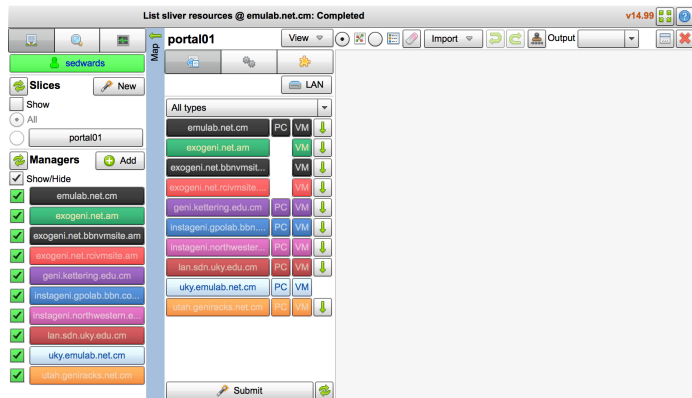 List sliver resources @ emulab.net.cm: Completed
v14.99
sedwards
Slices
New
Show
All
portal01
Managers
Add
Show/Hide
emulab.net.cm
exogeni.net.am
exogeni.net.bbnvmsite.am
exogeni.net.rcivmsite.am
geni.kettering.edu.cm
instageni.gpolab.bbn.co...
instageni.northwestern.e...
lan.sdn.uky.edu.cm
uky.emulab.net.cm
utah.geniracks.net.cm
Map
portal01
View
Import
Output
LAN
All types
emulab.net.cm PC VM
exogeni.net.am VM
exogeni.net.bbnvmsit... VM
exogeni.net.rcivmsite.... VM
geni.kettering.edu.cm PC VM
instageni.gpolab.bbn.... PC VM
instageni.northwester... PC VM
lan.sdn.uky.edu.cm PC VM
uky.emulab.net.cm PC VM
utah.geniracks.net.cm PC VM
Submit